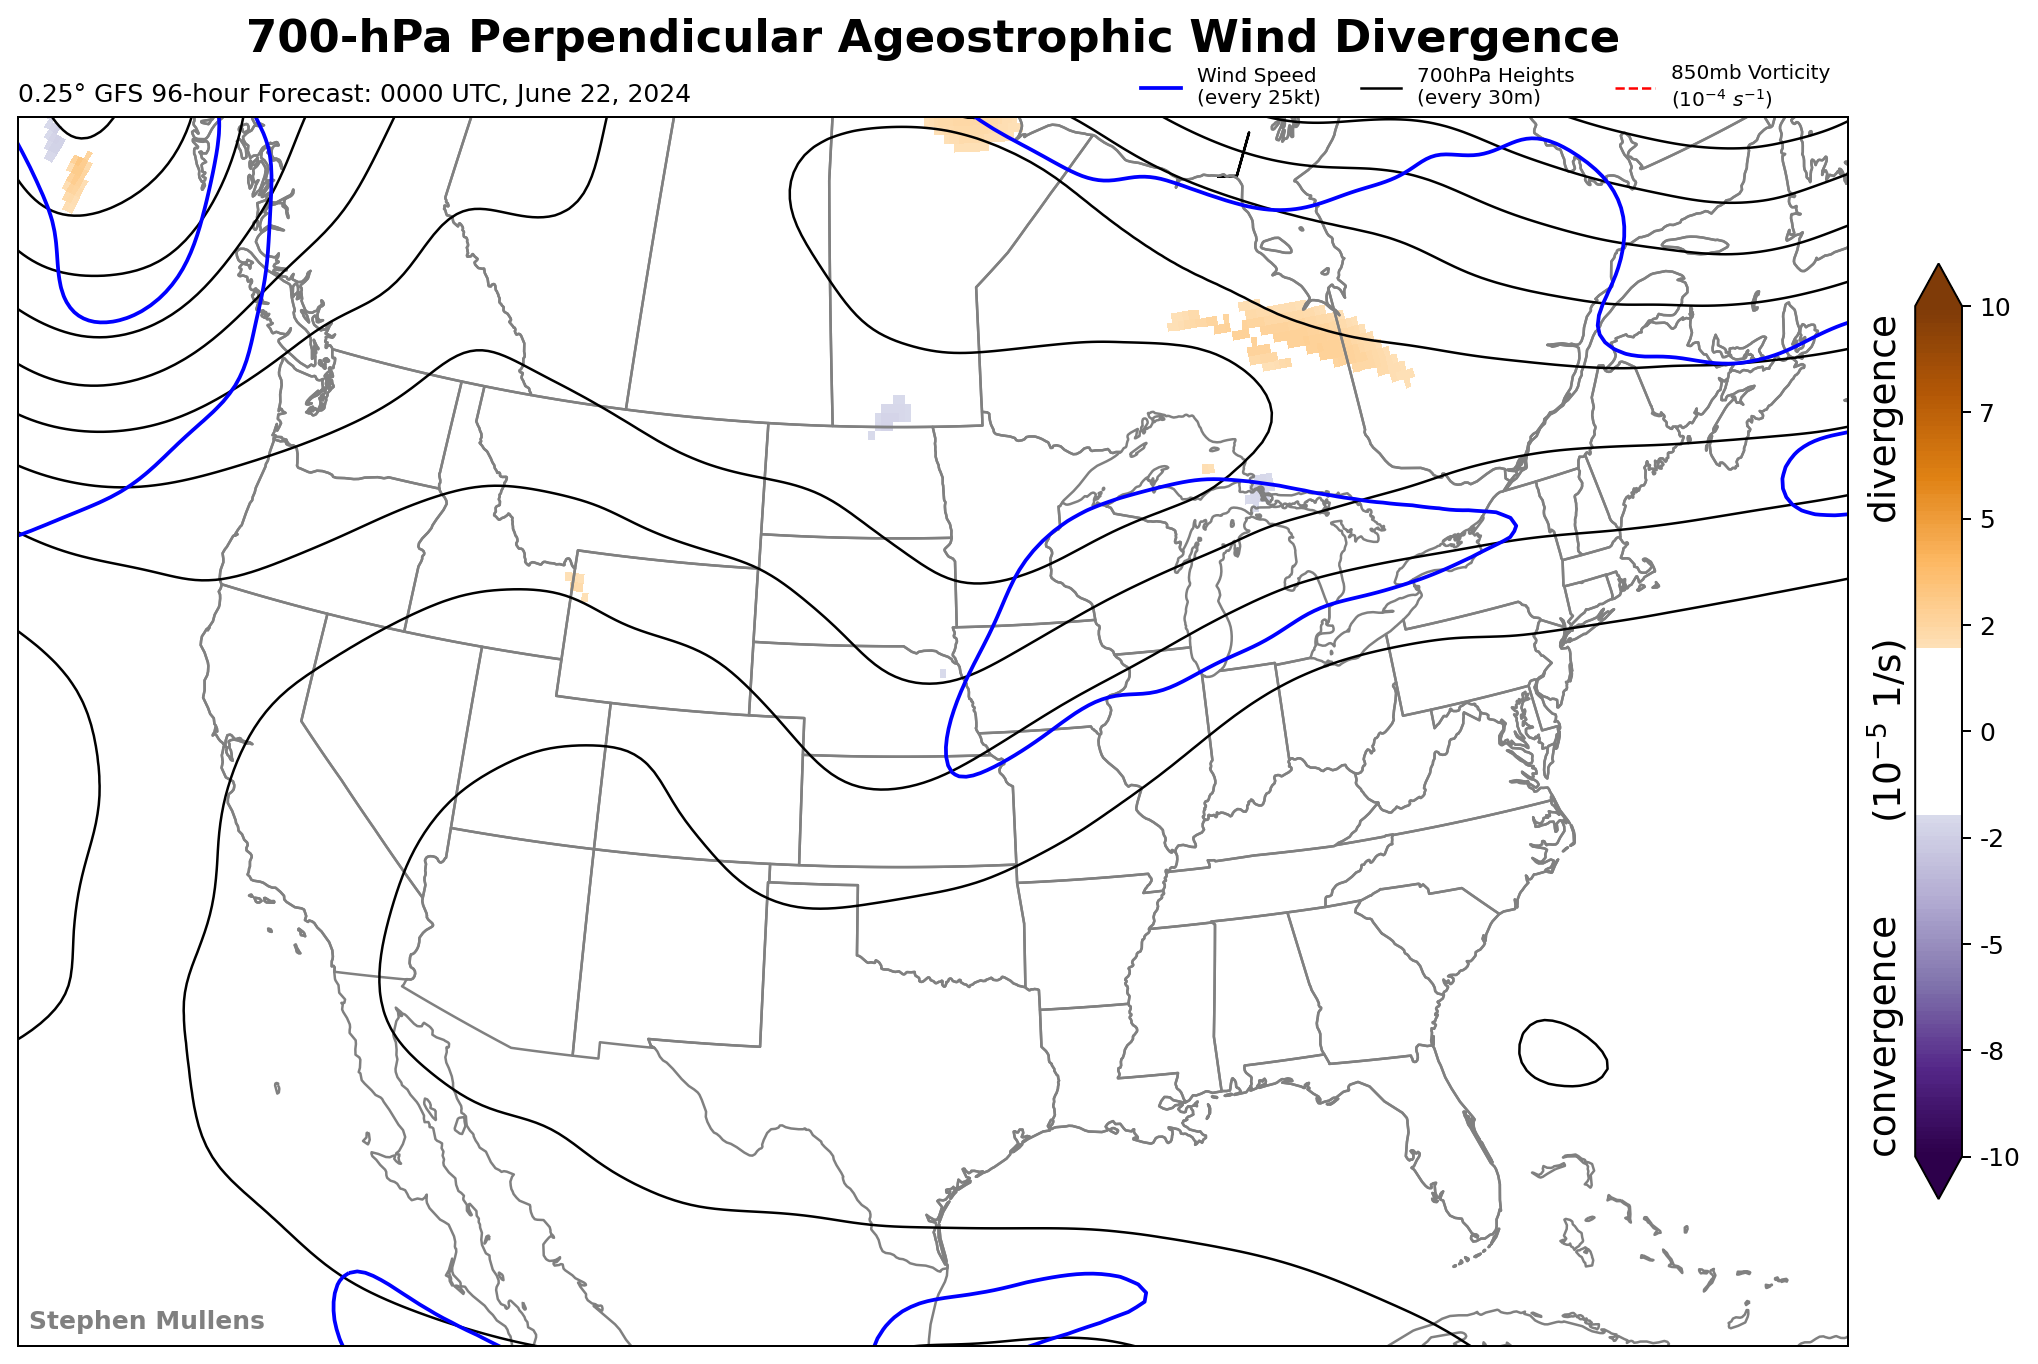 700-hPa Perpendicular Ageostrophic Wind Divergence
0.25° GFS 96-hour Forecast: 0000 UTC, June 22, 2024
Wind Speed
(every 25kt)
700hPa Heights
(every 30m)
850mb Vorticity
(10⁻⁴ s⁻¹)
10
7
5
2
0
-2
-5
-8
-10
convergence (10⁻⁵ 1/s) divergence
Stephen Mullens